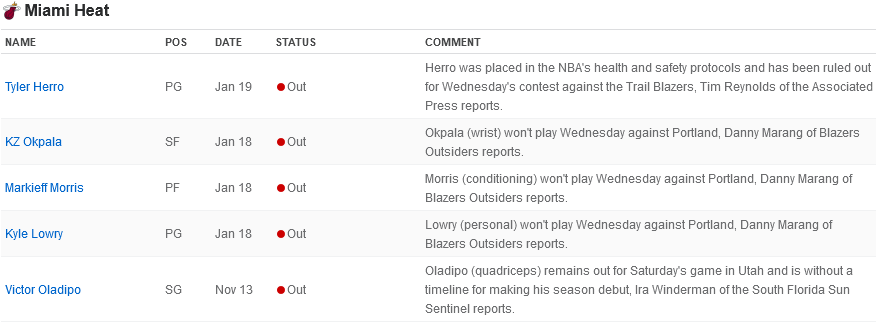 Miami Heat
NAME POS DATE STATUS COMMENT
Herro was placed in the NBA's health and safety protocols and has been ruled out
Tyler Herro PG Jan 19 Out for Wednesday's contest against the Trail Blazers, Tim Reynolds of the Associated
Press reports.
KZ Okpala SF Jan 18 Out Okpala (wrist) won't play Wednesday against Portland, Danny Marang of Blazers
Outsiders reports.
Markieff Morris PF Jan 18 Out Morris (conditioning) won't play Wednesday against Portland, Danny Marang of
Blazers Outsiders reports.
Kyle Lowry PG Jan 18 Out Lowry (personal) won't play Wednesday against Portland, Danny Marang of
Blazers Outsiders reports.
Oladipo (quadriceps) remains out for Saturday's game in Utah and is without a
Victor Oladipo SG Nov 13 Out timeline for making his season debut, Ira Winderman of the South Florida Sun
Sentinel reports.